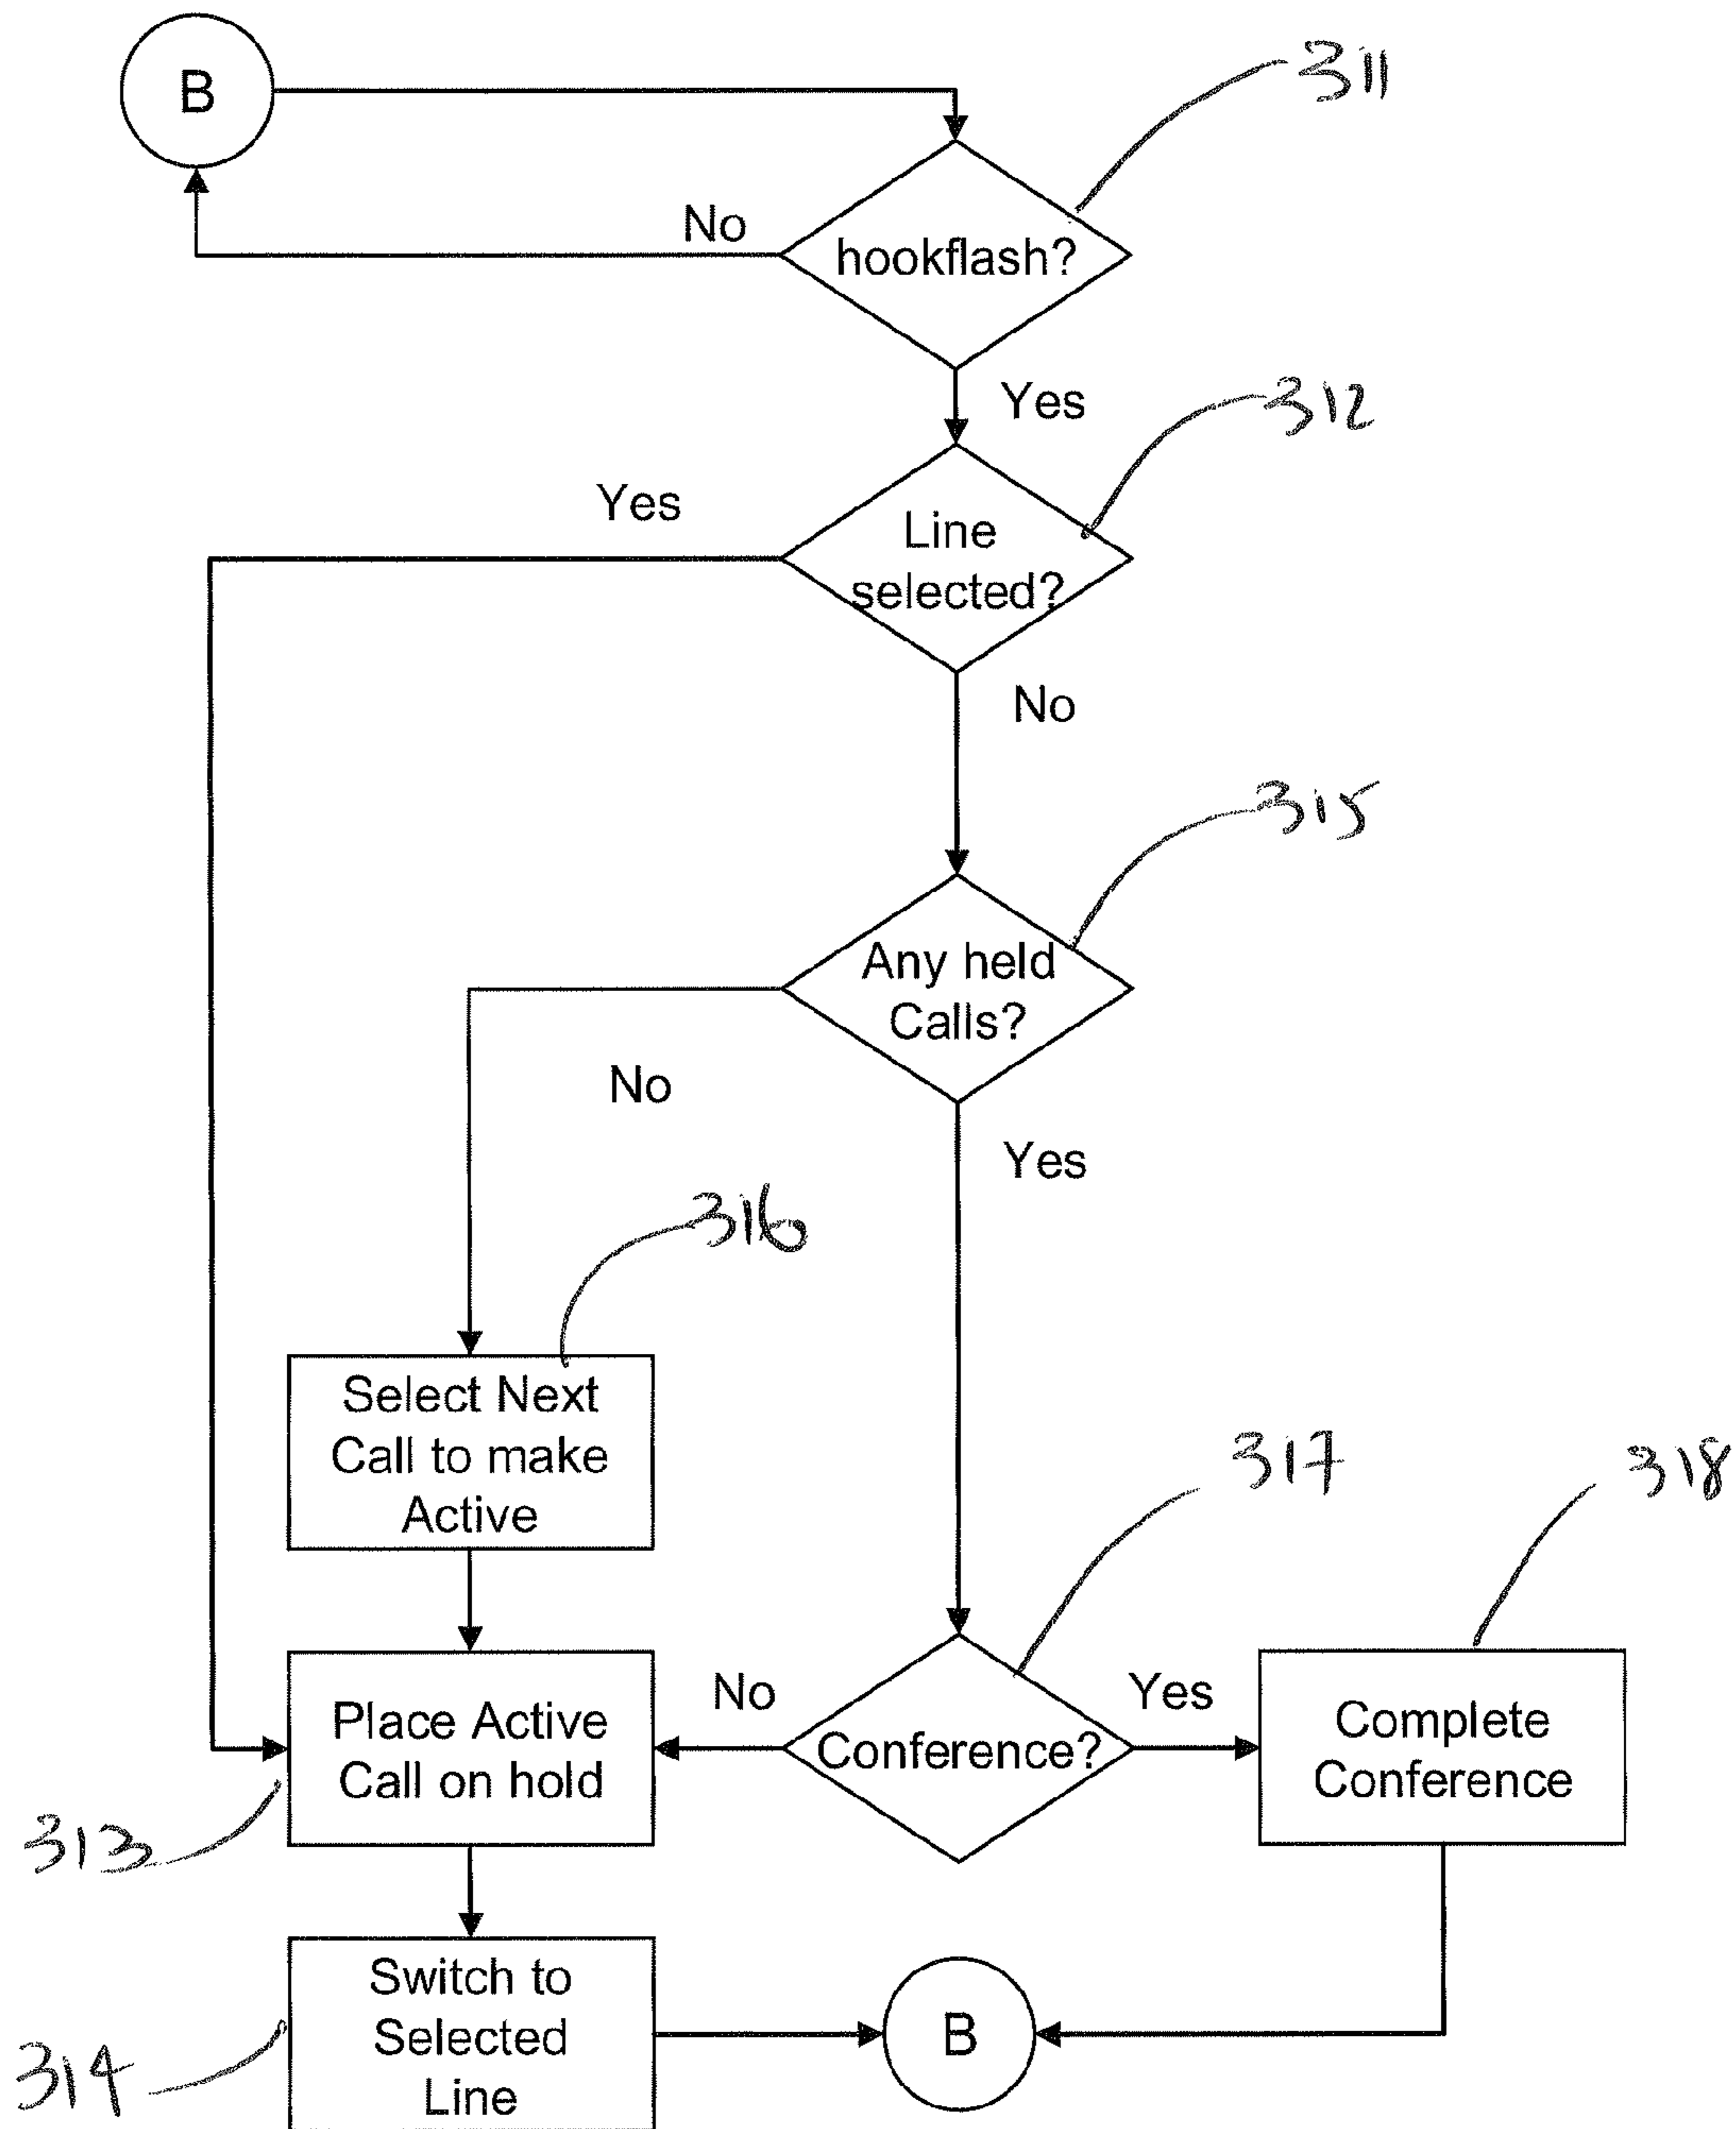 B
311
No
hookflash?
Yes
312
Yes
Line
selected?
No
315
Any held
Calls?
No
Yes
316
Select Next
Call to make
Active
317
318
No
Yes
Place Active
Call on hold
Conference?
Complete
Conference
313
Switch to
Selected
Line
B
314